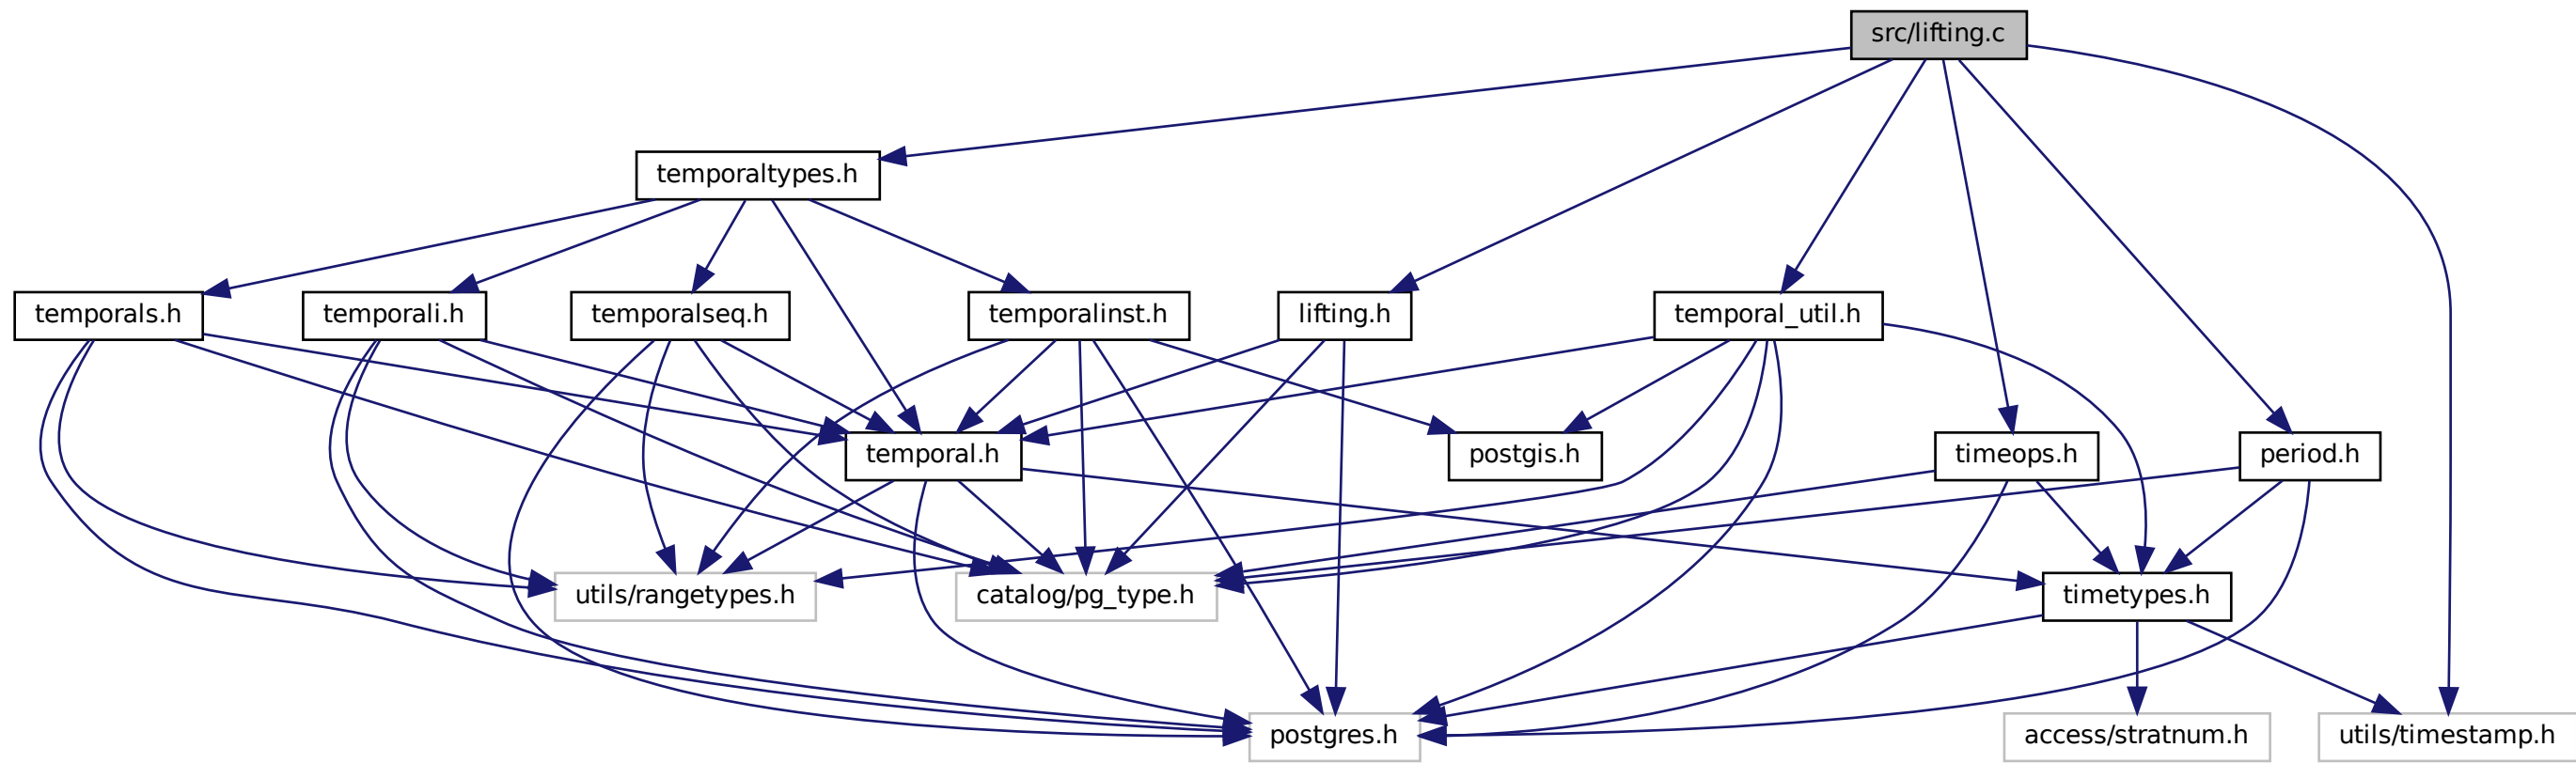 src/lifting.c
temporaltypes.h
temporals.h
temporali.h
temporalseq.h
temporalinst.h
lifting.h
temporal_util.h
temporal.h
postgis.h
timeops.h
period.h
utils/rangetypes.h
catalog/pg_type.h
timetypes.h
postgres.h
access/stratnum.h
utils/timestamp.h